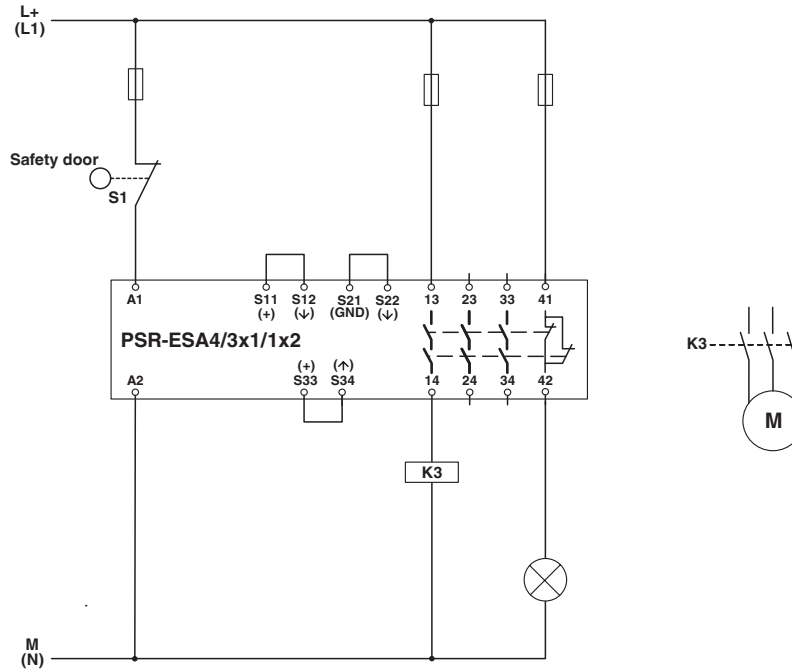 L+
(L1)
Safety door
S1
A1 S11 S12 S21 S22 13 23 33 41
(+) (↓) (GND) (↓)
PSR-ESA4/3x1/1x2
(+) (↑)
A2 S33 S34 14 24 34 42
K3
K3
M
M
(N)